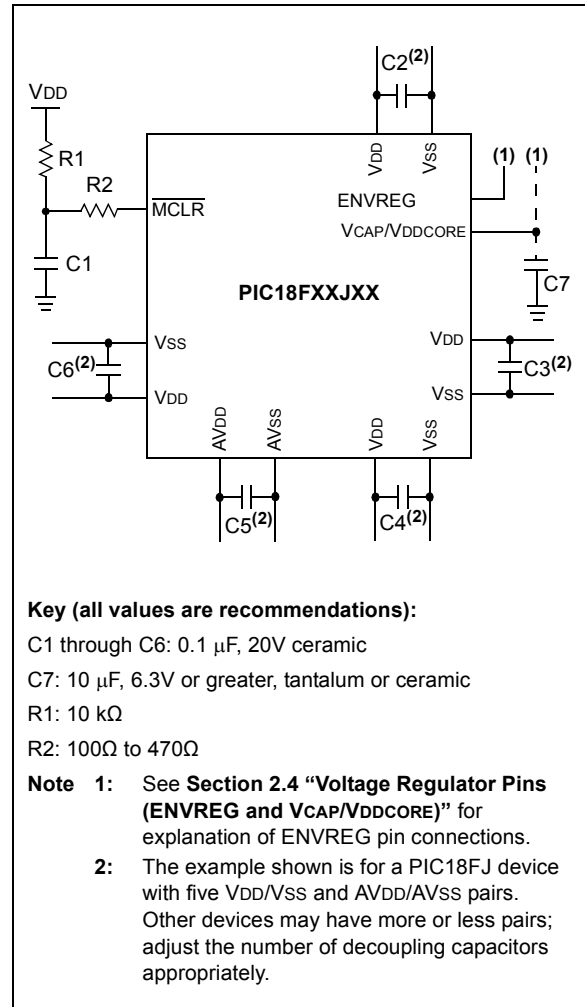 C2(2)
VDD
R1
R2
C1
VDD
VSS
(1) (1)
MCLR
ENVREG
VCAP/VDDCORE
C7
PIC18FXXJXX
VSS
C6(2)
VDD
VDD
C3(2)
VSS
AVDD
AVSS
VDD
VSS
C5(2)
C4(2)
Key (all values are recommendations):
C1 through C6: 0.1 μF, 20V ceramic
C7: 10 μF, 6.3V or greater, tantalum or ceramic
R1: 10 kΩ
R2: 100Ω to 470Ω
Note 1: See Section 2.4 “Voltage Regulator Pins
(ENVREG and VCAP/VDDCORE)” for
explanation of ENVREG pin connections.
2: The example shown is for a PIC18FJ device
with five VDD/VSS and AVDD/AVSS pairs.
Other devices may have more or less pairs;
adjust the number of decoupling capacitors
appropriately.